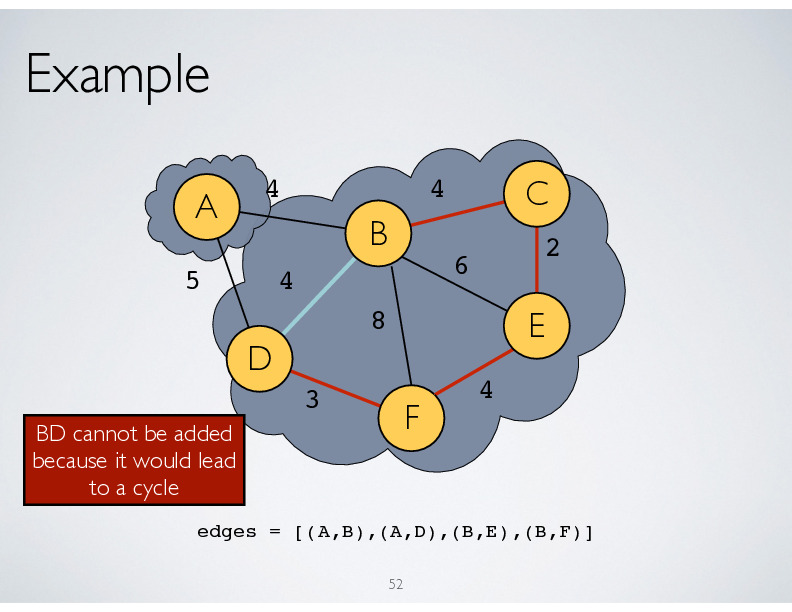 Example
4
4
A
C
B
2
6
5
4
8
E
D
4
3
F
BD cannot be added
because it would lead
to a cycle
edges = [(A,B),(A,D),(B,E),(B,F)]
52